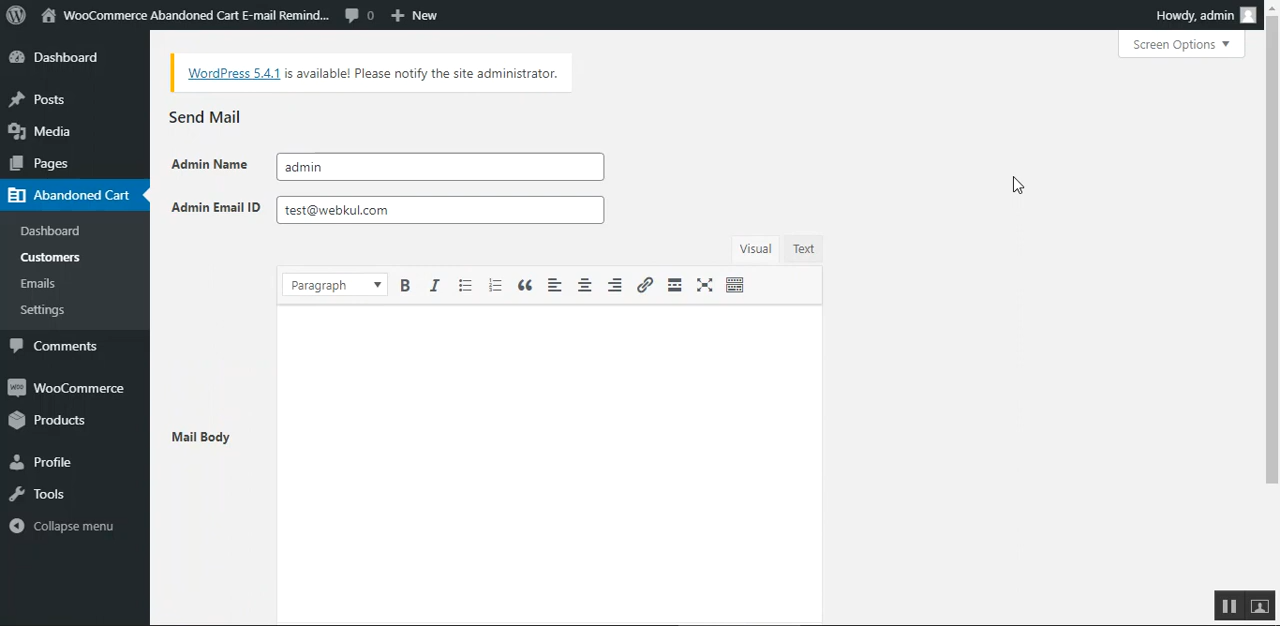 WooCommerce Abandoned Cart E-mail Remind... 0 New Howdy, admin
Screen Options
Dashboard
Posts
Media
Pages
Abandoned Cart
Dashboard
Customers
Emails
Settings
Comments
WooCommerce
Products
Profile
Tools
Collapse menu
WordPress 5.4.1 is available! Please notify the site administrator.
Send Mail
Admin Name admin
Admin Email ID test@webkul.com
Visual Text
Paragraph B I
Mail Body